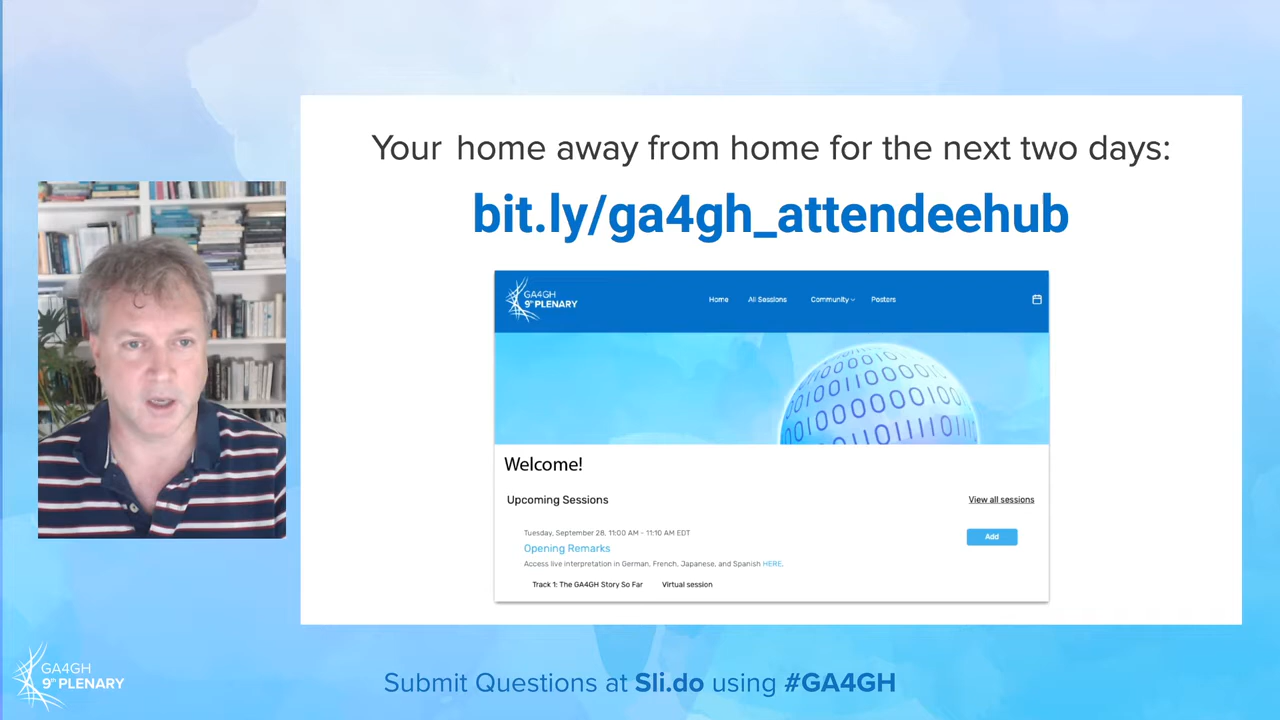 Your home away from home for the next two days:
bit.ly/ga4gh_attendeehub
GA4GH
9th PLENARY
Home
All Sessions
Community
Posters
Welcome!
Upcoming Sessions
View all sessions
Tuesday, September 28, 11:00 AM - 11:10 AM EDT
Add
Opening Remarks
Access live interpretation in German, French, Japanese, and Spanish HERE.
Track 1: The GA4GH Story So Far
Virtual session
GA4GH
9th PLENARY
Submit Questions at Sli.do using #GA4GH